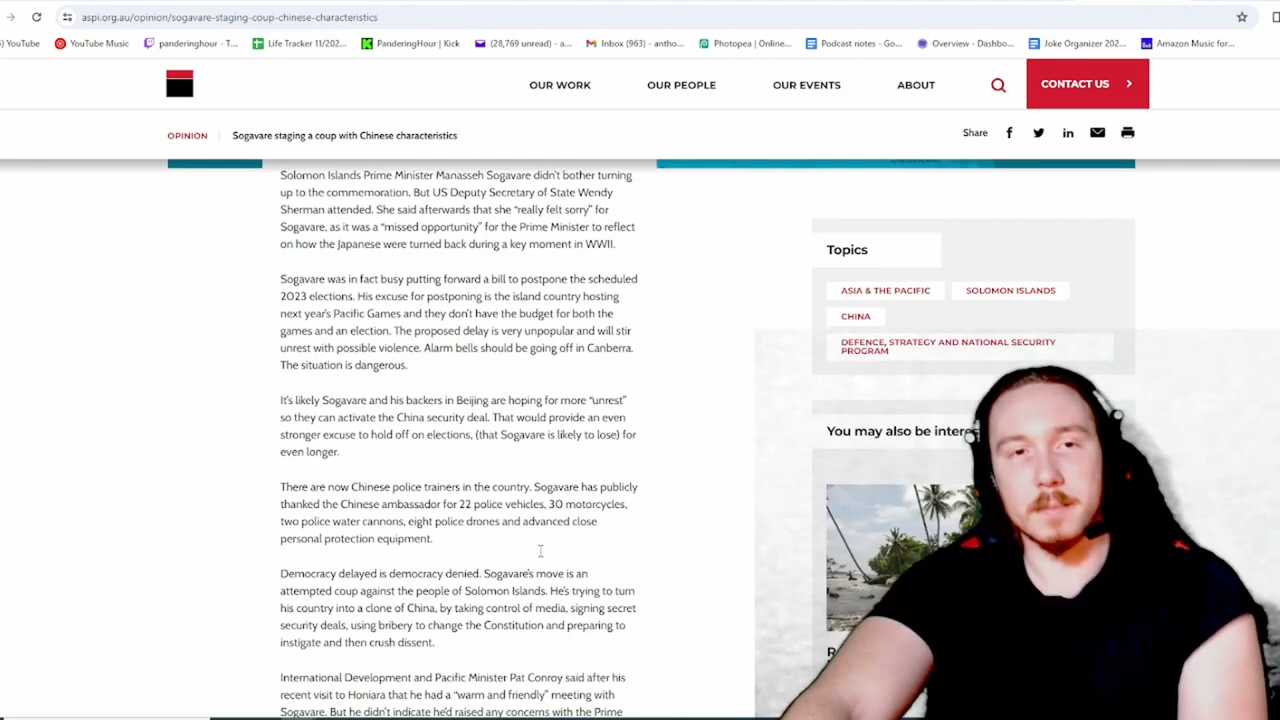 aspi.org.au/opinion/sogavare-staging-coup-chinese-characteristics
YouTube
YouTube Music
panderingHour - T...
Life Tracker 11/202...
PanderingHour | Kick
(28,769 unread) - a...
Inbox (963) - antho...
Photopea | Online...
Podcast notes - Go...
Overview - Dashbo...
Joke Organizer 202...
Amazon Music for...
OUR WORK
OUR PEOPLE
OUR EVENTS
ABOUT
CONTACT US
OPINION
Sogavare staging a coup with Chinese characteristics
Share
Solomon Islands Prime Minister Manasseh Sogavare didn't bother turning
up to the commemoration. But US Deputy Secretary of State Wendy
Sherman attended. She said afterwards that she "really felt sorry" for
Sogavare, as it was a "missed opportunity" for the Prime Minister to reflect
on how the Japanese were turned back during a key moment in WWII.
Sogavare was in fact busy putting forward a bill to postpone the scheduled
2023 elections. His excuse for postponing is the island country hosting
next year's Pacific Games and they don't have the budget for both the
games and an election. The proposed delay is very unpopular and will stir
unrest with possible violence. Alarm bells should be going off in Canberra.
The situation is dangerous.
It's likely Sogavare and his backers in Beijing are hoping for more "unrest"
so they can activate the China security deal. That would provide an even
stronger excuse to hold off on elections, (that Sogavare is likely to lose) for
even longer.
There are now Chinese police trainers in the country. Sogavare has publicly
thanked the Chinese ambassador for 22 police vehicles, 30 motorcycles,
two police water cannons, eight police drones and advanced close
personal protection equipment.
Democracy delayed is democracy denied. Sogavare's move is an
attempted coup against the people of Solomon Islands. He's trying to turn
his country into a clone of China, by taking control of media, signing secret
security deals, using bribery to change the Constitution and preparing to
instigate and then crush dissent.
International Development and Pacific Minister Pat Conroy said after his
recent visit to Honiara that he had a "warm and friendly" meeting with
Sogavare. But he didn't indicate he'd raised any concerns with the Prime
Topics
ASIA & THE PACIFIC
SOLOMON ISLANDS
CHINA
DEFENCE, STRATEGY AND NATIONAL SECURITY
PROGRAM
You may also be intere